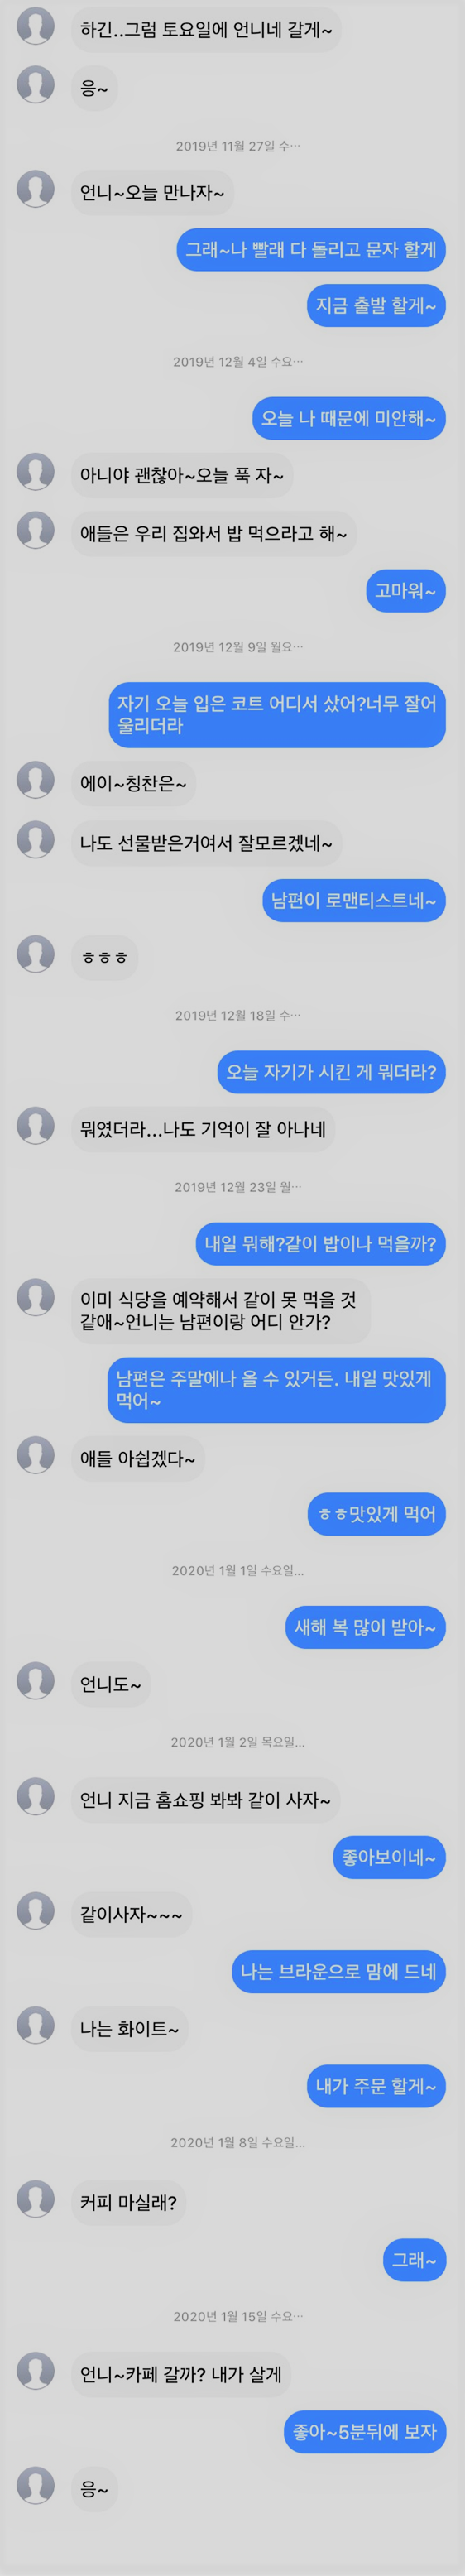 하긴..그럼 토요일에 언니네 갈게~
응~
2019년 11월 27일 수…
언니~오늘 만나자~
그래~나 빨래 다 돌리고 문자 할게
지금 출발 할게~
2019년 12월 4일 수요…
오늘 나 때문에 미안해~
아니야 괜찮아~오늘 푹 자~
애들은 우리 집와서 밥 먹으라고 해~
고마워~
2019년 12월 9일 월요…
자기 오늘 입은 코트 어디서 샀어?너무 잘어
울리더라
에이~칭찬은~
나도 선물받은거여서 잘모르겠네~
남편이 로맨티스트네~
ㅎㅎㅎ
2019년 12월 18일 수…
오늘 자기가 시킨 게 뭐더라?
뭐였더라...나도 기억이 잘 아나네
2019년 12월 23일 월…
내일 뭐해?같이 밥이나 먹을까?
이미 식당을 예약해서 같이 못 먹을 것
같애~언니는 남편이랑 어디 안가?
남편은 주말에나 올 수 있거든. 내일 맛있게
먹어~
애들 아쉽겠다~
ㅎㅎ맛있게 먹어
2020년 1월 1일 수요일...
새해 복 많이 받아~
언니도~
2020년 1월 2일 목요일...
언니 지금 홈쇼핑 봐봐 같이 사자~
좋아보이네~
같이사자~~~
나는 브라운으로 맘에 드네
나는 화이트~
내가 주문 할게~
2020년 1월 8일 수요일...
커피 마실래?
그래~
2020년 1월 15일 수요…
언니~카페 갈까? 내가 살게
좋아~5분뒤에 보자
응~